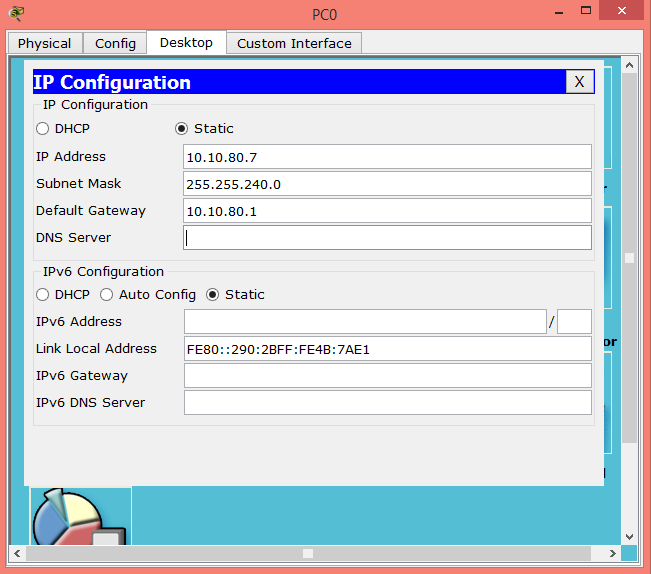 PC0
Physical Config Desktop Custom Interface
IP Configuration X
IP Configuration
DHCP Static
IP Address 10.10.80.7
Subnet Mask 255.255.240.0
Default Gateway 10.10.80.1
DNS Server
IPv6 Configuration
DHCP Auto Config Static
IPv6 Address /
Link Local Address FE80::290:2BFF:FE4B:7AE1
IPv6 Gateway
IPv6 DNS Server
or